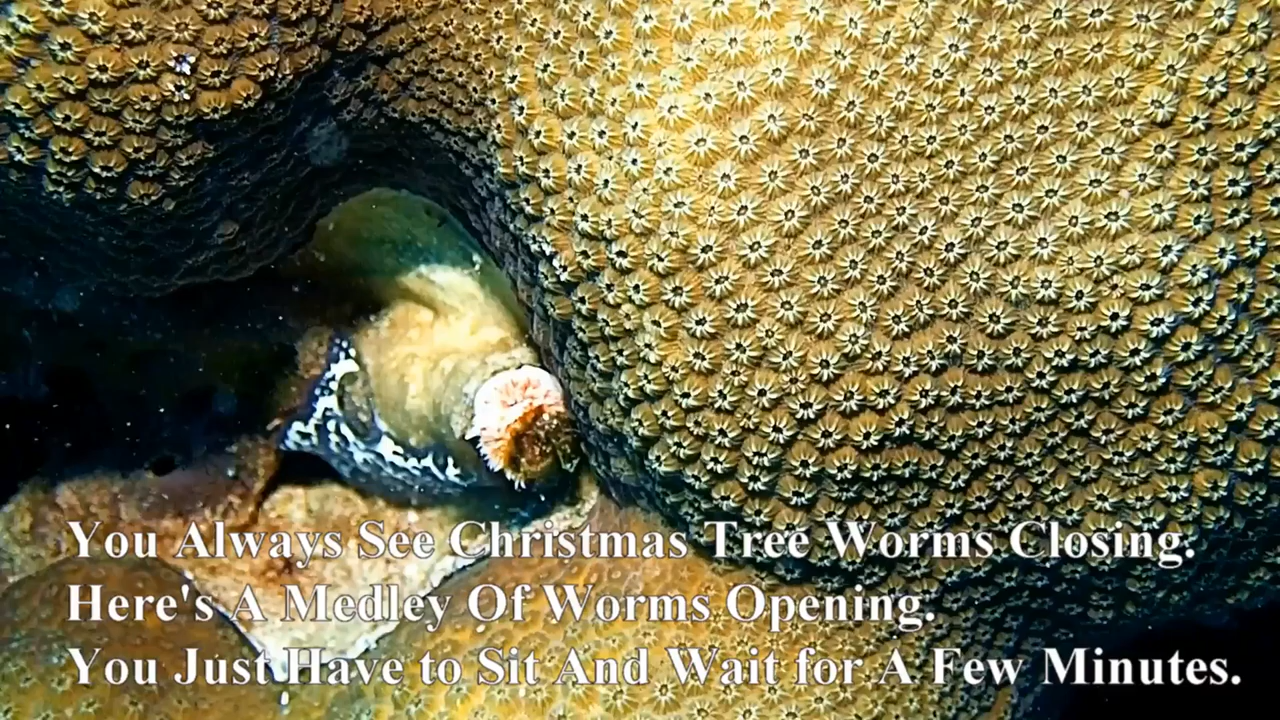 You Always See Christmas Tree Worms Closing.
Here's A Medley Of Worms Opening.
You Just Have to Sit And Wait for A Few Minutes.